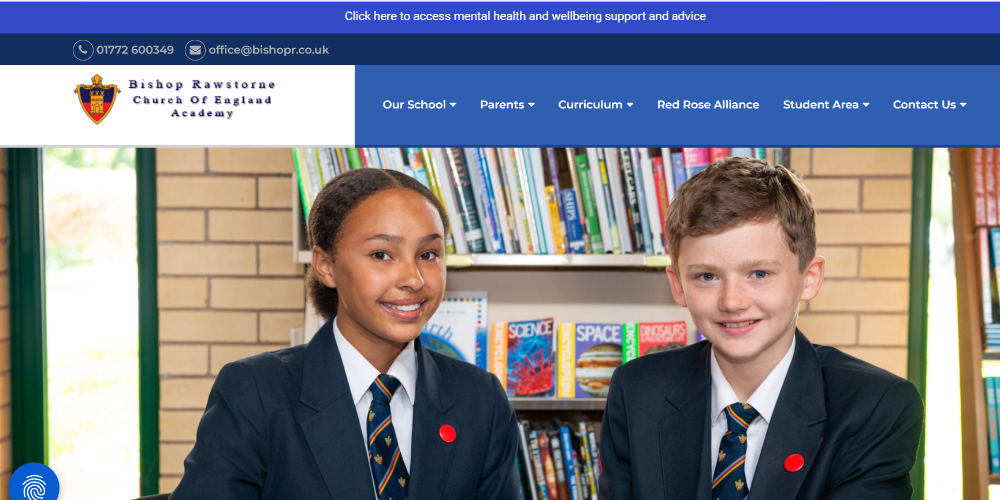 Click here to access mental health and wellbeing support and advice
01772 600349 office@bishopr.co.uk
Bishop Rawstorne
Church Of England
Academy
Our School Parents Curriculum Red Rose Alliance Student Area Contact Us
SHIPS
SCIENCE
SPACE
DINOSAURS